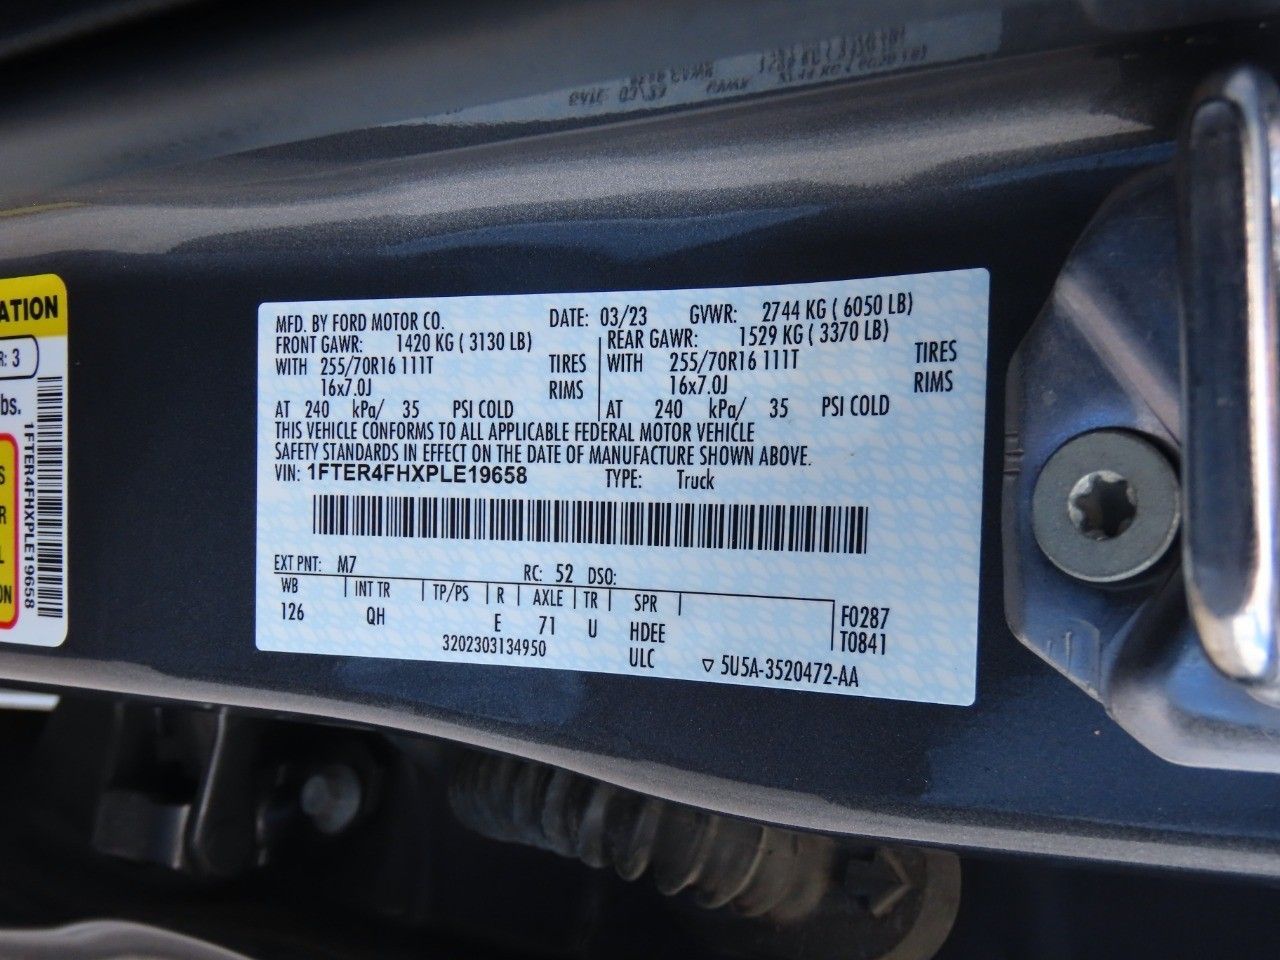 MFD. BY FORD MOTOR CO. DATE: 03/23 GVWR: 2744 KG ( 6050 LB)
FRONT GAWR: 1420 KG ( 3130 LB) REAR GAWR: 1529 KG ( 3370 LB)
WITH 255/70R16 111T TIRES WITH 255/70R16 111T TIRES
16x7.0J RIMS 16x7.0J RIMS
AT 240 kPa/ 35 PSI COLD AT 240 kPa/ 35 PSI COLD
THIS VEHICLE CONFORMS TO ALL APPLICABLE FEDERAL MOTOR VEHICLE
SAFETY STANDARDS IN EFFECT ON THE DATE OF MANUFACTURE SHOWN ABOVE.
VIN: 1FTER4FHXPLE19658 TYPE: Truck
EXT PNT: M7 RC: 52 DSO:
WB INT TR TP/PS R AXLE TR SPR F0287
126 QH E 71 U HDEE T0841
3202303134950 ULC 5U5A-3520472-AA
ATION
R: 3
bs.
1FTER4FHXPLE19658
S
R
L
ON